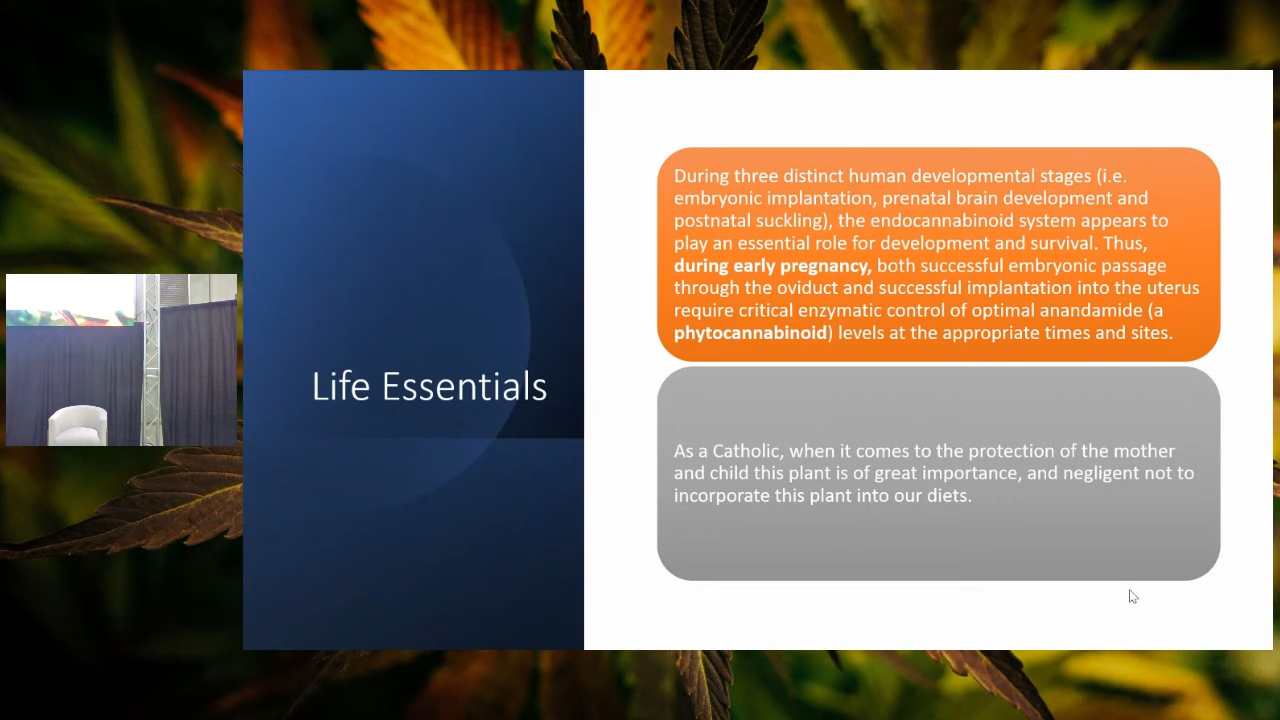 Life Essentials
During three distinct human developmental stages (i.e.
embryonic implantation, prenatal brain development and
postnatal suckling), the endocannabinoid system appears to
play an essential role for development and survival. Thus,
during early pregnancy, both successful embryonic passage
through the oviduct and successful implantation into the uterus
require critical enzymatic control of optimal anandamide (a
phytocannabinoid) levels at the appropriate times and sites.
As a Catholic, when it comes to the protection of the mother
and child this plant is of great importance, and negligent not to
incorporate this plant into our diets.